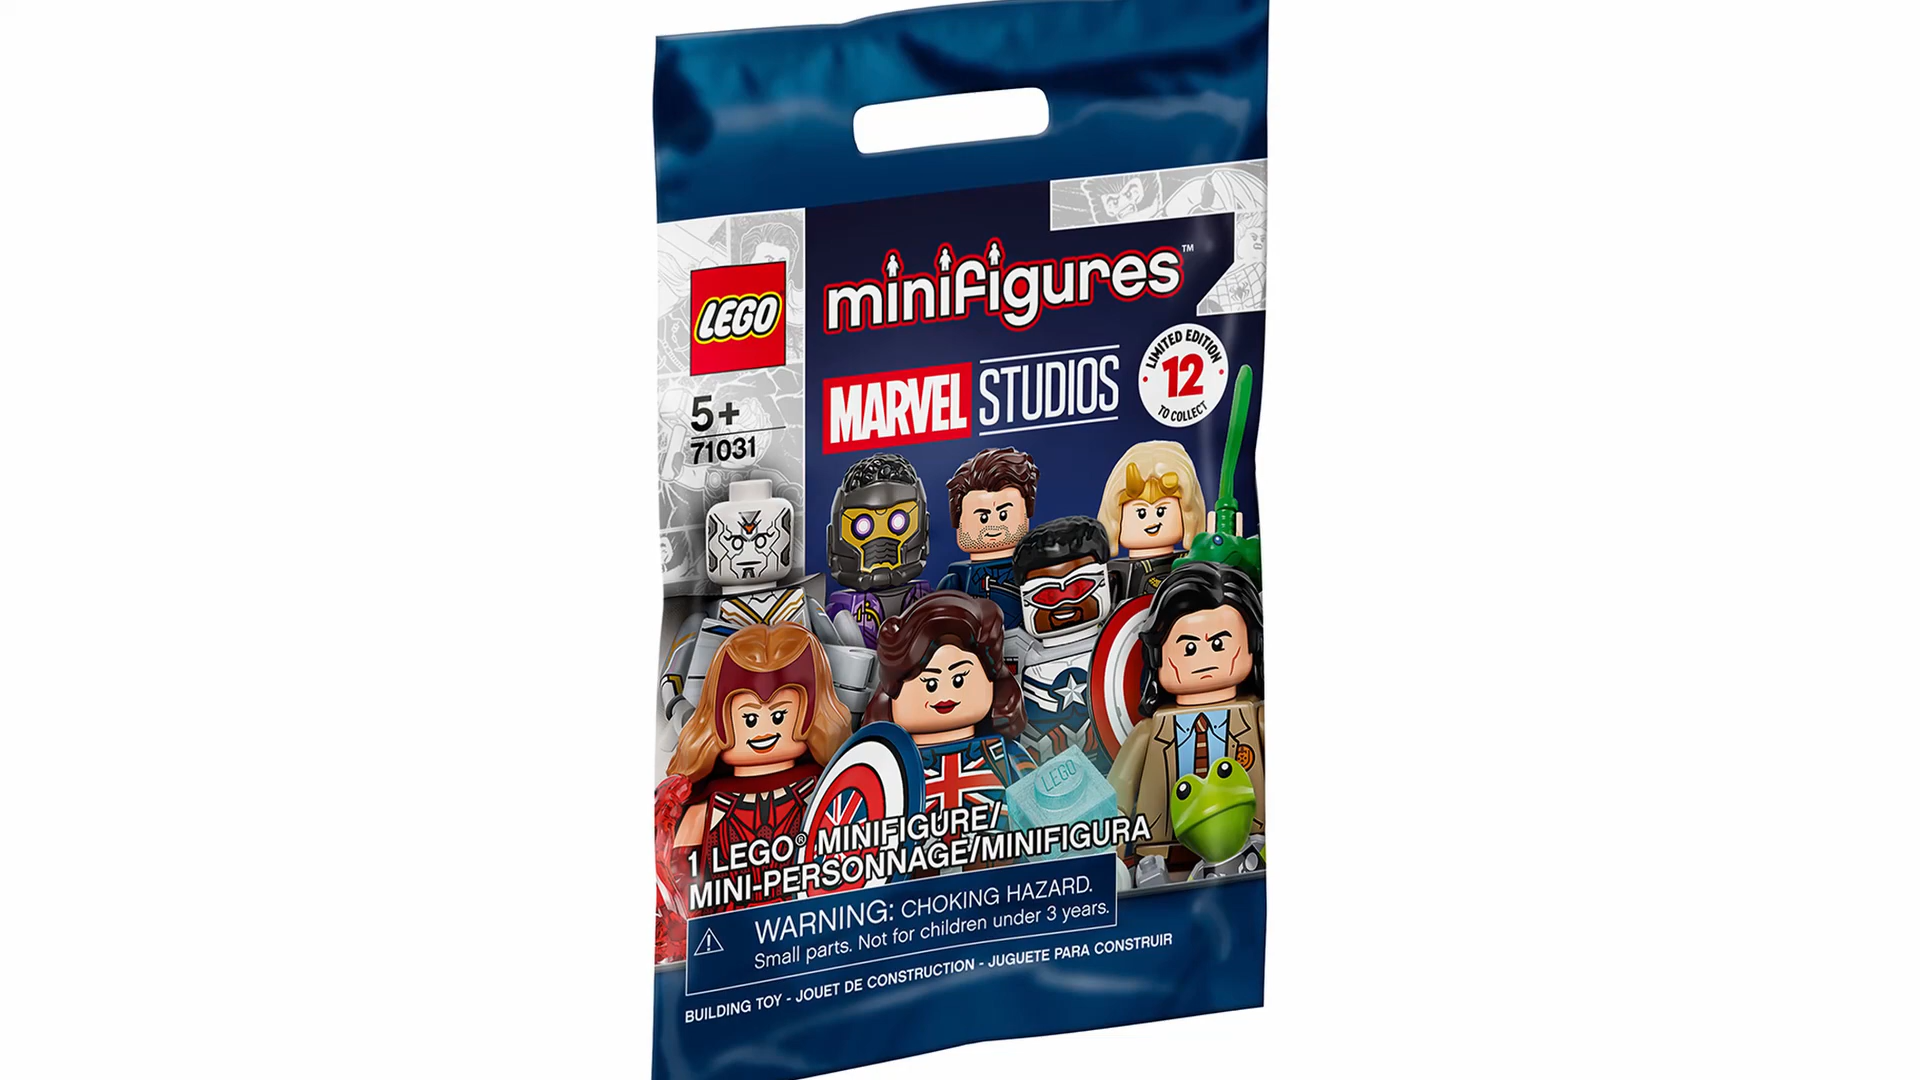 minifigures™
LEGO
LIMITED EDITION
12
TO COLLECT
MARVEL STUDIOS
5+
71031
LEGO
1 LEGO® MINIFIGURE/
MINI-PERSONNAGE/MINIFIGURA
WARNING: CHOKING HAZARD.
Small parts. Not for children under 3 years.
BUILDING TOY - JOUET DE CONSTRUCTION - JUGUETE PARA CONSTRUIR